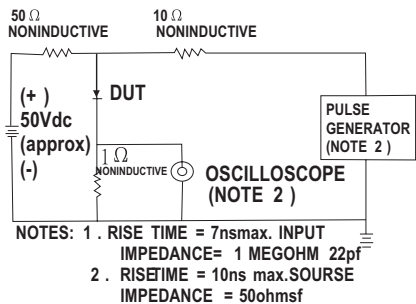 50 Ω
NONINDUCTIVE
10 Ω
NONINDUCTIVE
(+ )
50Vdc
(approx)
(-)
DUT
PULSE
GENERATOR
(NOTE 2 )
1 Ω
NONINDUCTIVE
OSCILLOSCOPE
(NOTE 2 )
NOTES: 1 . RISE TIME = 7nsmax. INPUT
IMPEDANCE= 1 MEGOHM 22pf
2 . RISETIME = 10ns max.SOURSE
IMPEDANCE = 50ohmsf